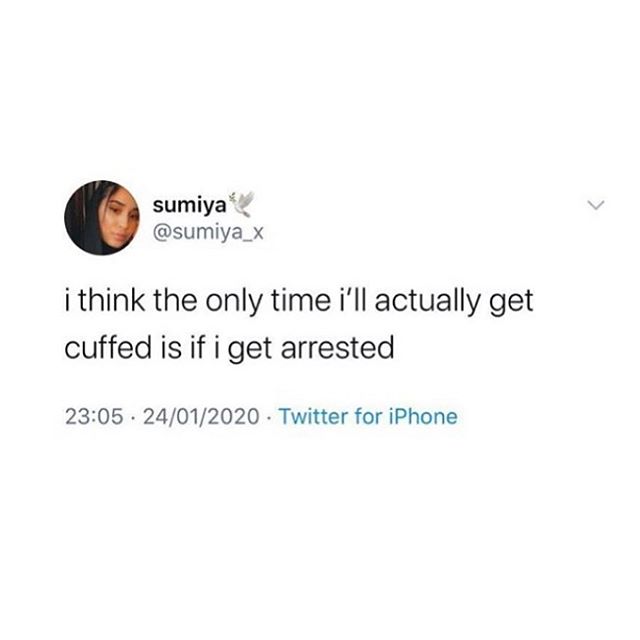 sumiya🕊
@sumiya_x
i think the only time i'll actually get
cuffed is if i get arrested
23:05 · 24/01/2020 · Twitter for iPhone